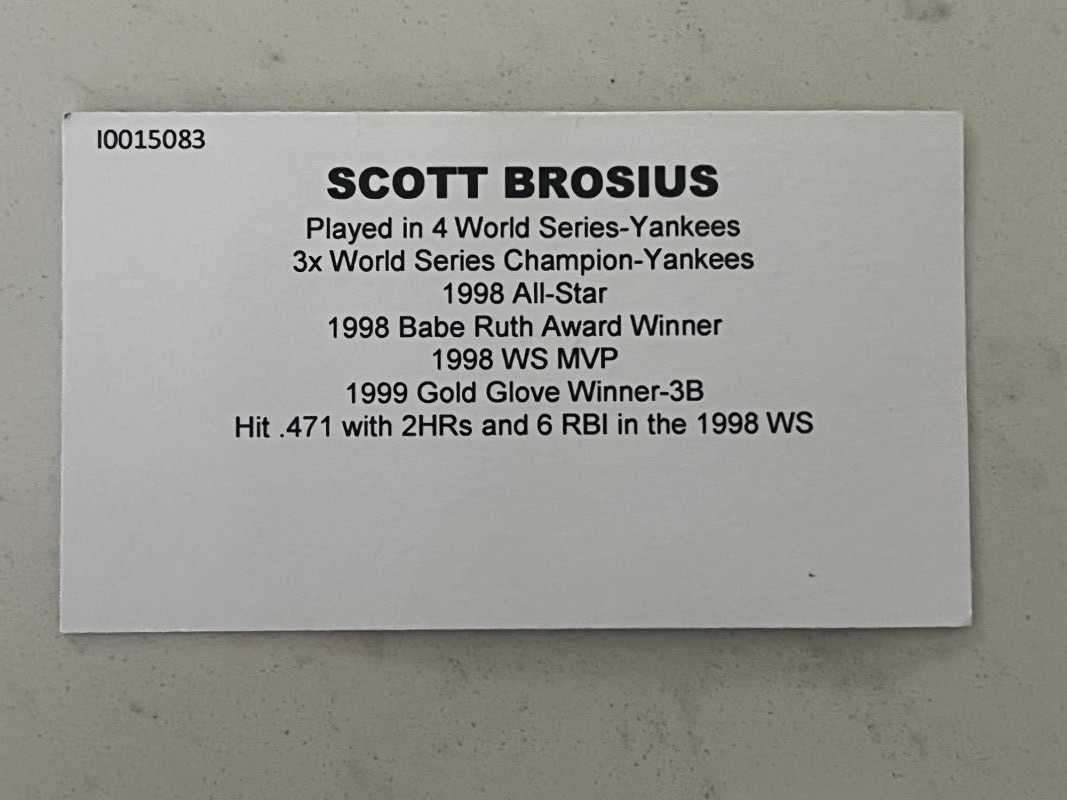 I0015083
SCOTT BROSIUS
Played in 4 World Series-Yankees
3x World Series Champion-Yankees
1998 All-Star
1998 Babe Ruth Award Winner
1998 WS MVP
1999 Gold Glove Winner-3B
Hit .471 with 2HRs and 6 RBI in the 1998 WS